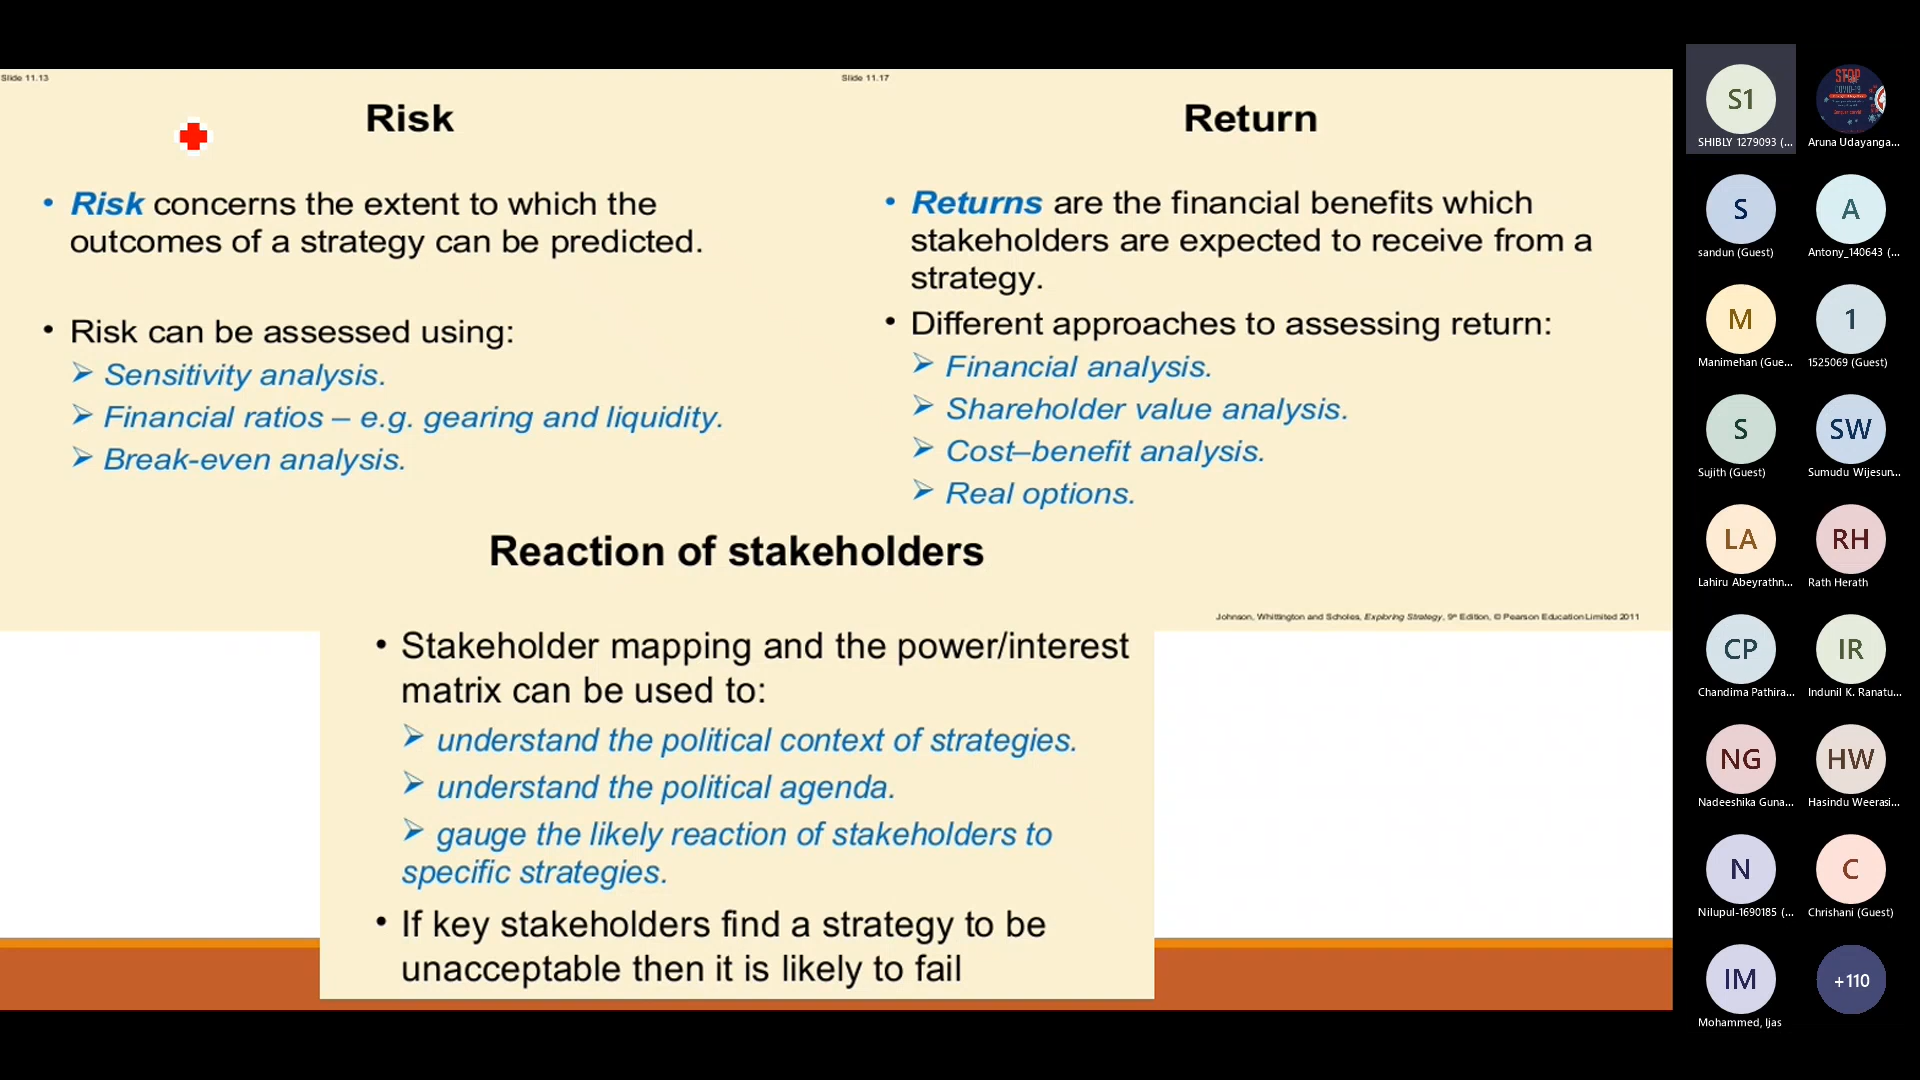 Slide 11.13
Risk
• Risk concerns the extent to which the
outcomes of a strategy can be predicted.
• Risk can be assessed using:
➢ Sensitivity analysis.
➢ Financial ratios – e.g. gearing and liquidity.
➢ Break-even analysis.
Slide 11.17
Return
• Returns are the financial benefits which
stakeholders are expected to receive from a
strategy.
• Different approaches to assessing return:
➢ Financial analysis.
➢ Shareholder value analysis.
➢ Cost–benefit analysis.
➢ Real options.
Johnson, Whittington and Scholes, Exploring Strategy, 9th Edition, © Pearson Education Limited 2011
Reaction of stakeholders
• Stakeholder mapping and the power/interest
matrix can be used to:
➢ understand the political context of strategies.
➢ understand the political agenda.
➢ gauge the likely reaction of stakeholders to
specific strategies.
• If key stakeholders find a strategy to be
unacceptable then it is likely to fail
S1
SHIBLY 1279093 (...
STOP
COVID-19
Aruna Udayanga...
S
sandun (Guest)
A
Antony_140643 (...
M
Manimehan (Gue...
1
1525069 (Guest)
S
Sujith (Guest)
SW
Sumudu Wijesun...
LA
Lahiru Abeyrathn...
RH
Rath Herath
CP
Chandima Pathira...
IR
Indunil K. Ranatu...
NG
Nadeeshika Guna...
HW
Hasindu Weerasi...
N
Nilupul-1690185 (...
C
Chrishani (Guest)
IM
Mohammed, Ijas
+110